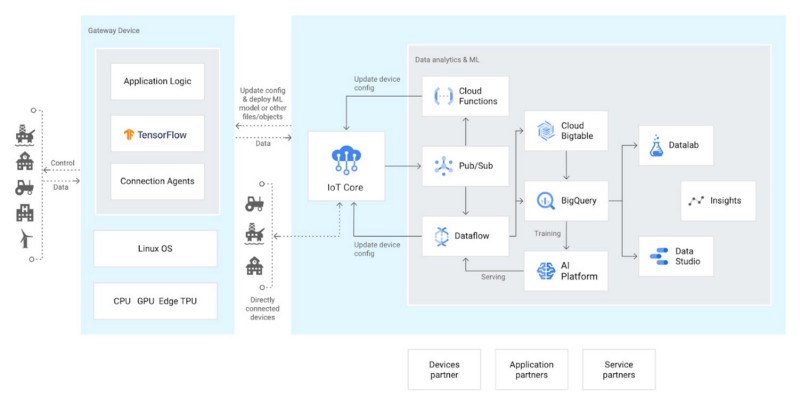 Gateway Device
Application Logic
TensorFlow
Connection Agents
Linux OS
CPU GPU Edge TPU
Control
Data
Update config
& deploy ML
model or other
files/objects
Data
Directly
connected
devices
IoT Core
Data analytics & ML
Update device
config
Cloud
Functions
Pub/Sub
Dataflow
Update device
config
Cloud
Bigtable
BigQuery
Training
AI
Platform
Serving
Datalab
Insights
Data
Studio
Devices
partner
Application
partners
Service
partners